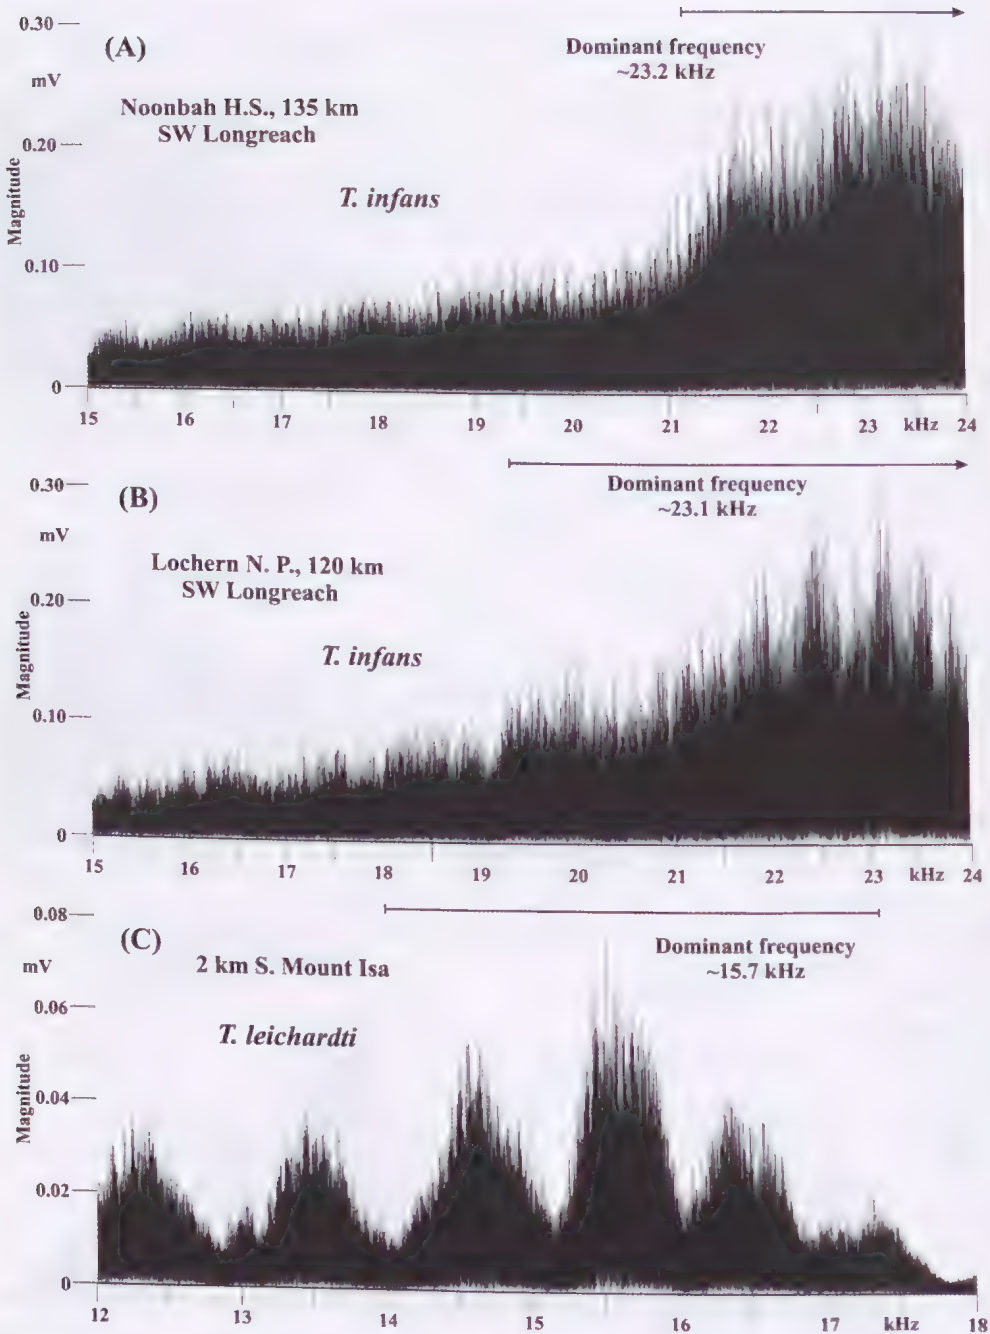 0.30
(A)
Dominant frequency
~23.2 kHz
mV
Noonbah H.S., 135 km
SW Longreach
0.20
T. infans
Magnitude
0.10
0
15 16 17 18 19 20 21 22 23 kHz 24
0.30
(B)
Dominant frequency
~23.1 kHz
mV
Lochern N. P., 120 km
SW Longreach
0.20
T. infans
Magnitude
0.10
0
15 16 17 18 19 20 21 22 23 kHz 24
0.08
(C)
Dominant frequency
~15.7 kHz
mV
2 km S. Mount Isa
0.06
T. leichardti
Magnitude
0.04
0.02
0
12 13 14 15 16 17 kHz 18